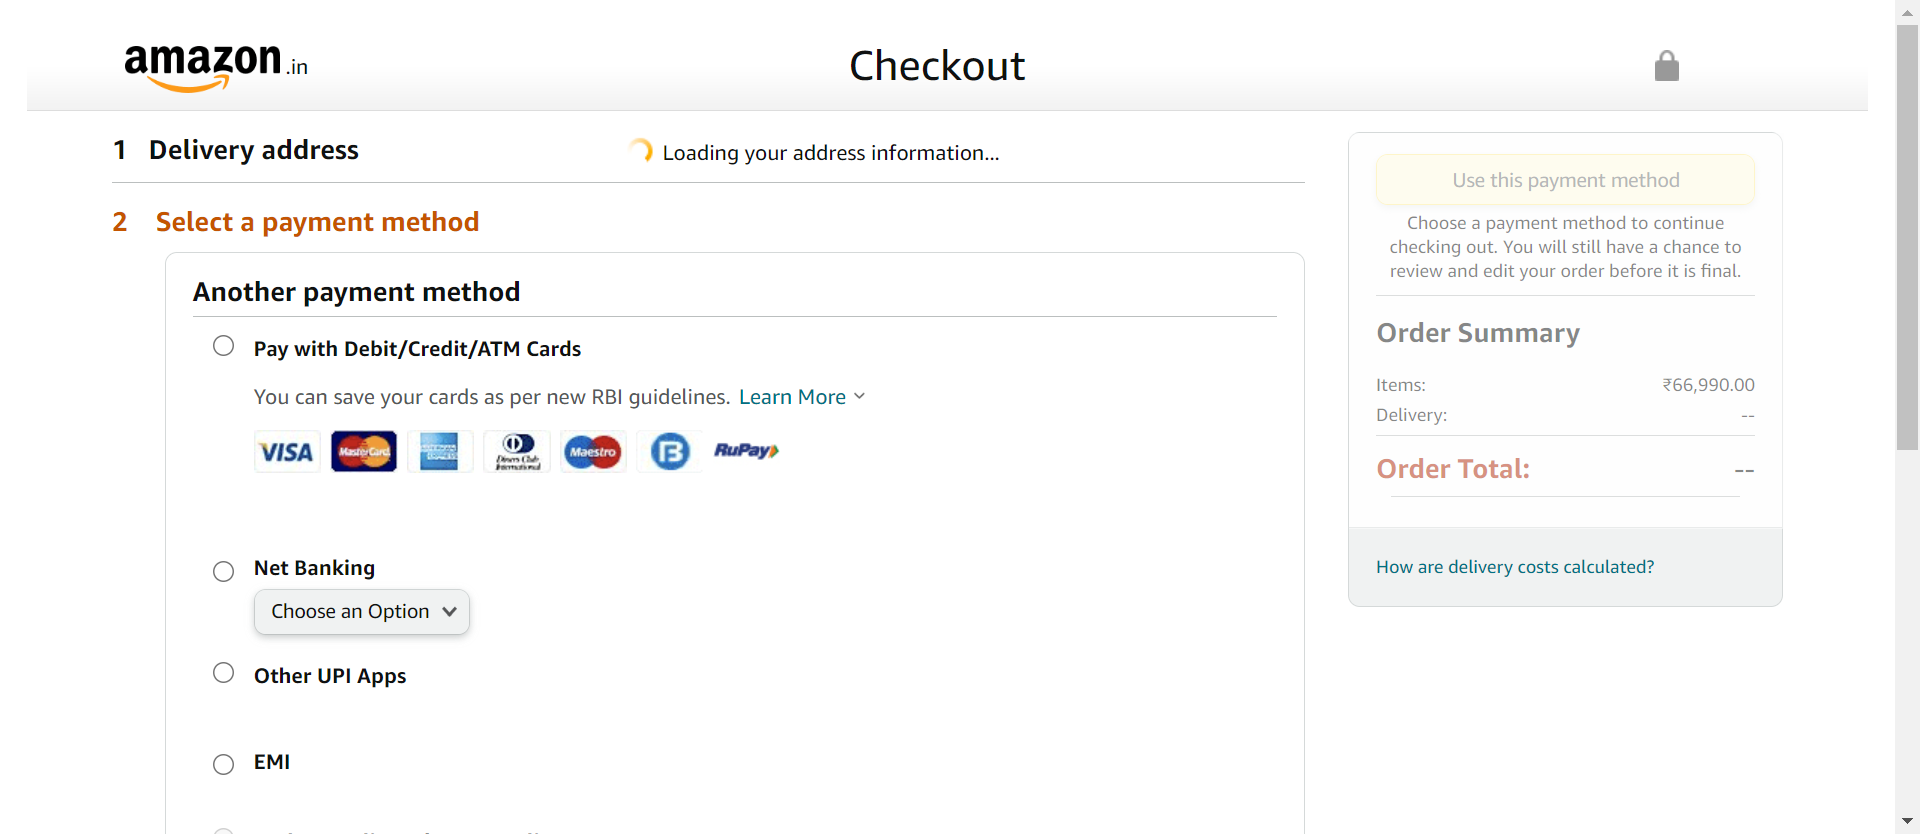 amazon.in
Checkout
1 Delivery address
Loading your address information...
2 Select a payment method
Another payment method
Pay with Debit/Credit/ATM Cards
You can save your cards as per new RBI guidelines. Learn More
VISA MasterCard Diners Club International Maestro B RuPay
Net Banking
Choose an Option
Other UPI Apps
EMI
Use this payment method
Choose a payment method to continue
checking out. You will still have a chance to
review and edit your order before it is final.
Order Summary
Items: ₹66,990.00
Delivery: --
Order Total: --
How are delivery costs calculated?